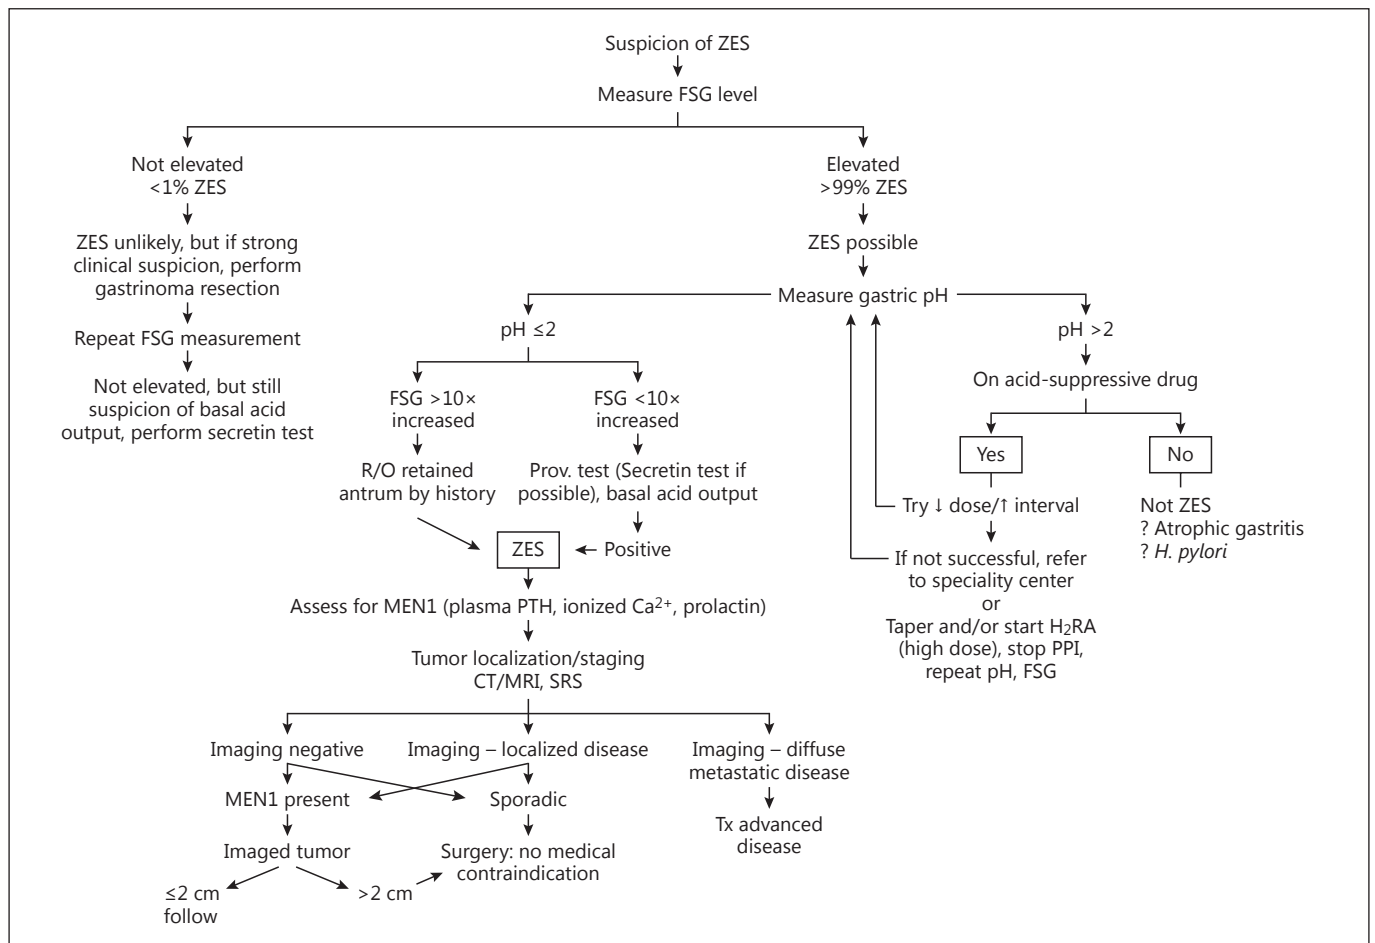 Suspicion of ZES
Measure FSG level
Not elevated
<1% ZES
ZES unlikely, but if strong
clinical suspicion, perform
gastrinoma resection
Repeat FSG measurement
Not elevated, but still
suspicion of basal acid
output, perform secretin test
Elevated
>99% ZES
ZES possible
Measure gastric pH
pH ≤2
FSG >10×
increased
R/O retained
antrum by history
FSG <10×
increased
Prov. test (Secretin test if
possible), basal acid output
Positive
ZES
pH >2
On acid-suppressive drug
Yes
No
Try ↓ dose/↑ interval
If not successful, refer
to speciality center
or
Taper and/or start H₂RA
(high dose), stop PPI,
repeat pH, FSG
Not ZES
? Atrophic gastritis
? H. pylori
Assess for MEN1 (plasma PTH, ionized Ca²⁺, prolactin)
Tumor localization/staging
CT/MRI, SRS
Imaging negative
Imaging – localized disease
Imaging – diffuse
metastatic disease
MEN1 present
Sporadic
Tx advanced
disease
Imaged tumor
Surgery: no medical
contraindication
≤2 cm
follow
>2 cm